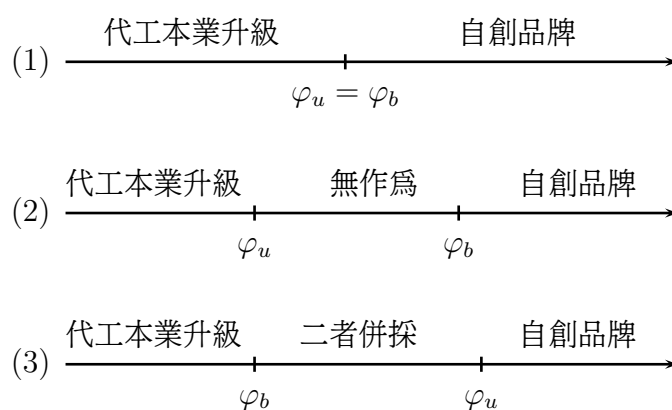 代工本業升級 自創品牌
(1)
φu = φb
代工本業升級 無作爲 自創品牌
(2)
φu φb
代工本業升級 二者併採 自創品牌
(3)
φb φu